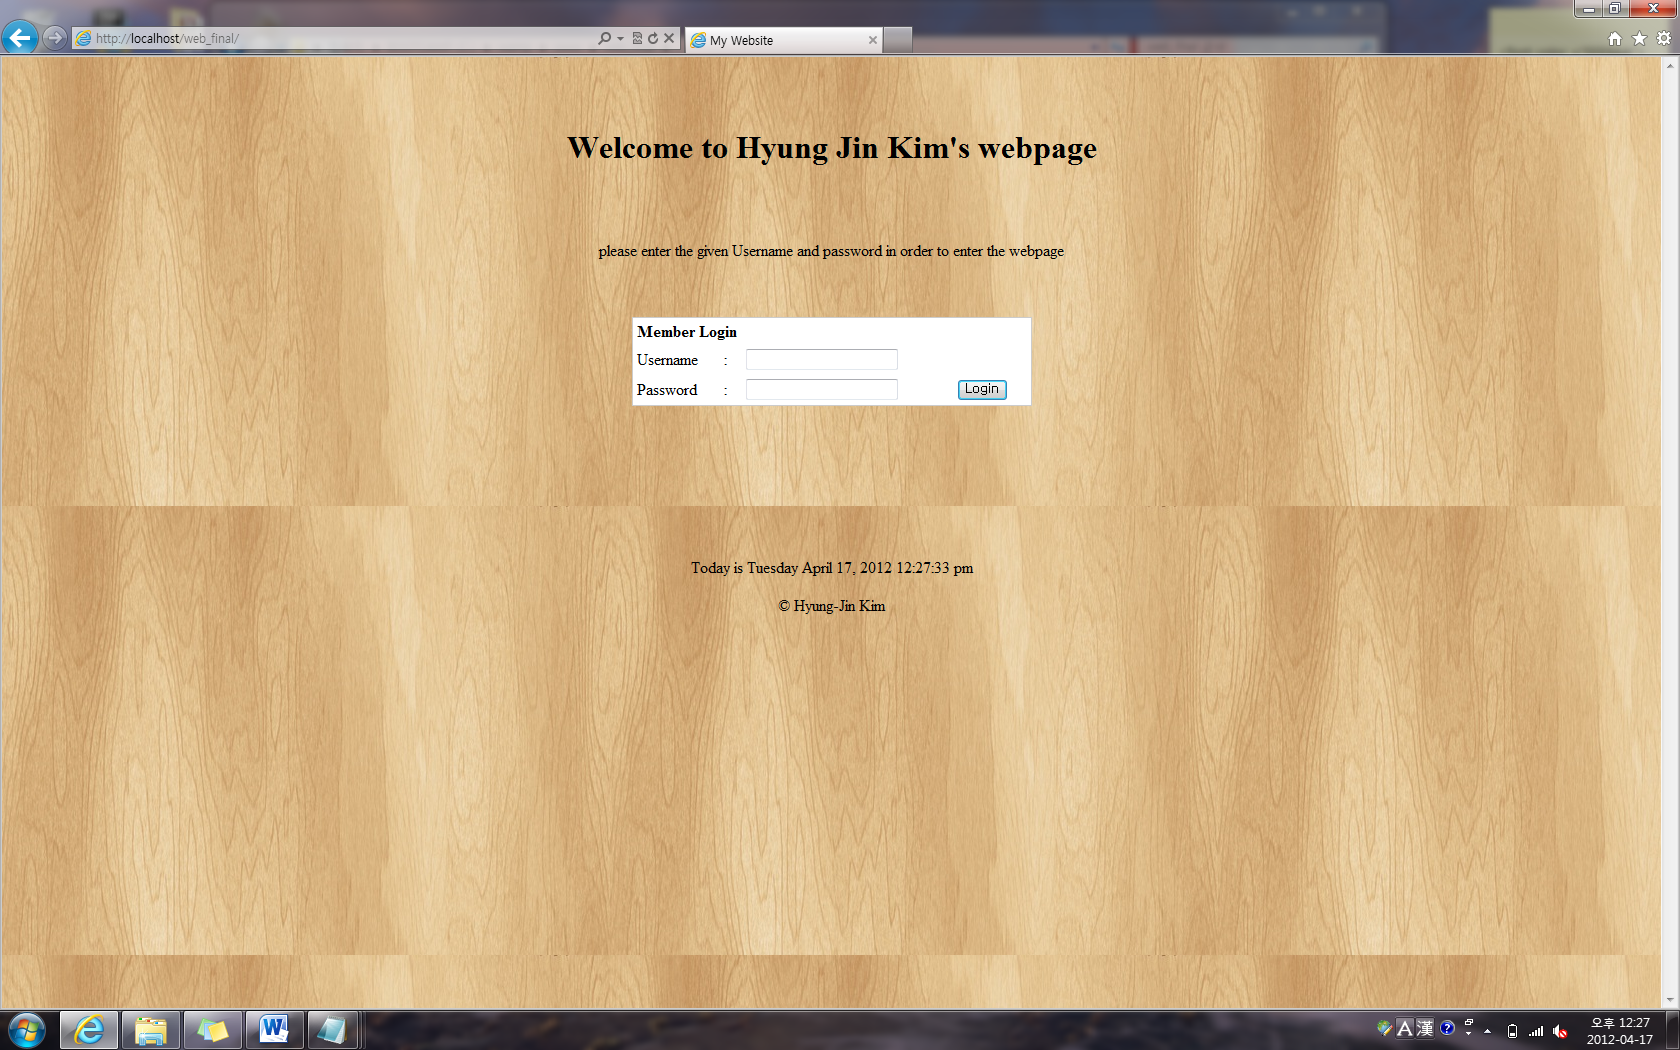 http://localhost/web_final/
My Website
Welcome to Hyung Jin Kim's webpage
please enter the given Username and password in order to enter the webpage
Member Login
Username :
Password : Login
Today is Tuesday April 17, 2012 12:27:33 pm
© Hyung-Jin Kim
A 漢
오후 12:27
2012-04-17